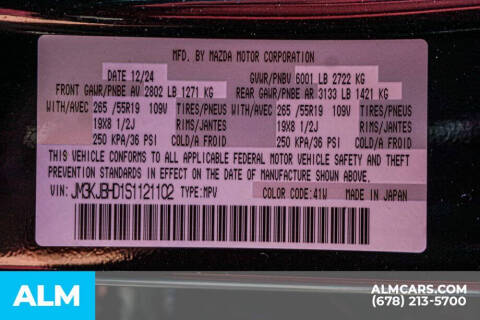 MFD. BY MAZDA MOTOR CORPORATION
DATE 12/24 GVWR/PNBV 6001 LB 2722 KG
FRONT GAWR/PNBE AV 2802 LB 1271 KG REAR GAWR/PNBE AR 3133 LB 1421 KG
WITH/AVEC 265 /55R19 109V TIRES/PNEUS WITH/AVEC 265 /55R19 109V TIRES/PNEUS
19X8 1/2J RIMS/JANTES 19X8 1/2J RIMS/JANTES
250 KPA/36 PSI COLD/A FROID 250 KPA/36 PSI COLD/A FROID
THIS VEHICLE CONFORMS TO ALL APPLICABLE FEDERAL MOTOR VEHICLE SAFETY AND THEFT
PREVENTION STANDARDS IN EFFECT ON THE DATE OF MANUFACTURE SHOWN ABOVE.
VIN: JM3KJBHD1S1121102 TYPE:MPV COLOR CODE:41W MADE IN JAPAN
ALM
ALMCARS.COM
(678) 213-5700